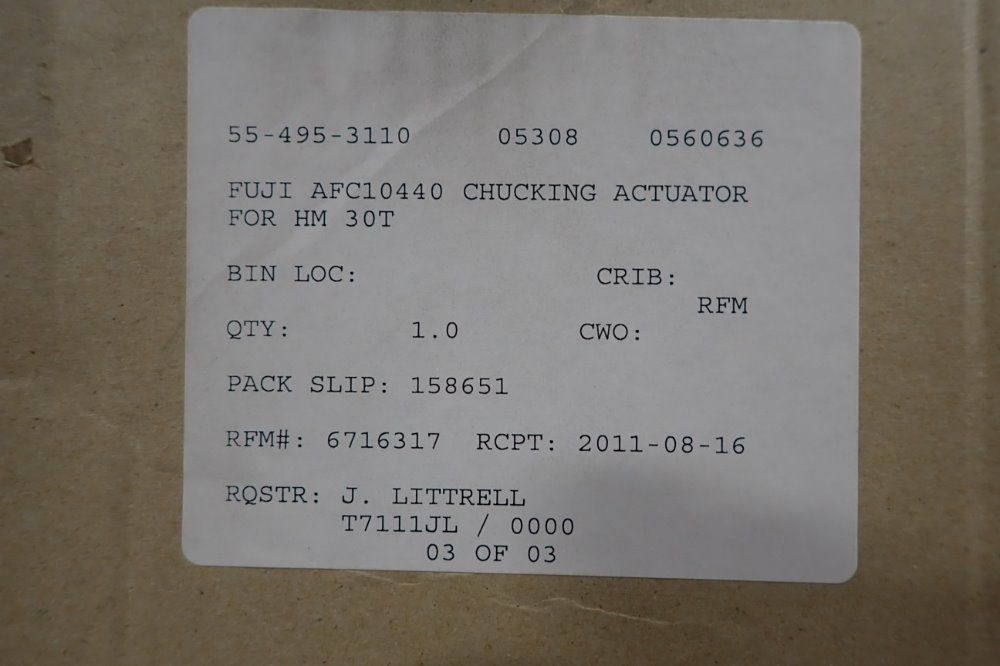 55-495-3110 05308 0560636
FUJI AFC10440 CHUCKING ACTUATOR
FOR HM 30T
BIN LOC: CRIB:
RFM
QTY: 1.0 CWO:
PACK SLIP: 158651
RFM#: 6716317 RCPT: 2011-08-16
RQSTR: J. LITTRELL
T7111JL / 0000
03 OF 03